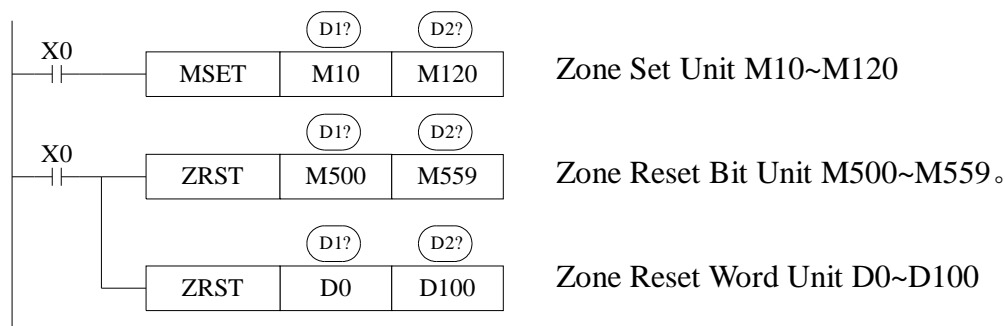 D1? D2?
X0
MSET M10 M120 Zone Set Unit M10~M120
D1? D2?
X0
ZRST M500 M559 Zone Reset Bit Unit M500~M559。
D1? D2?
ZRST D0 D100 Zone Reset Word Unit D0~D100